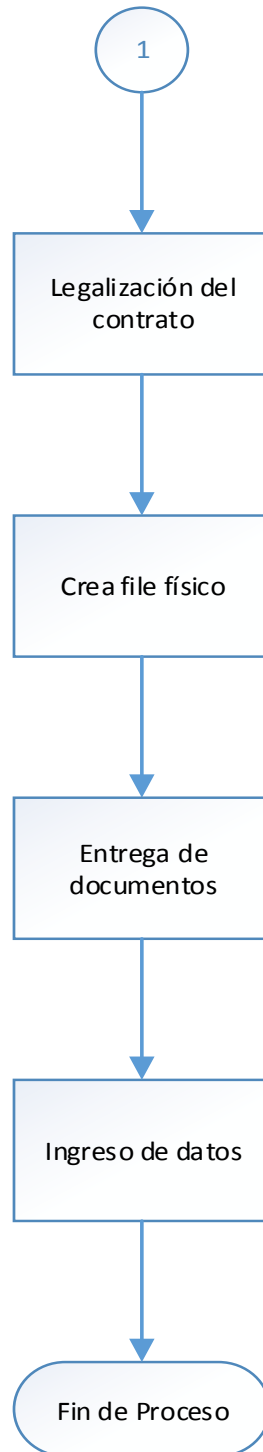 1
Legalización del
contrato
Crea file físico
Entrega de
documentos
Ingreso de datos
Fin de Proceso